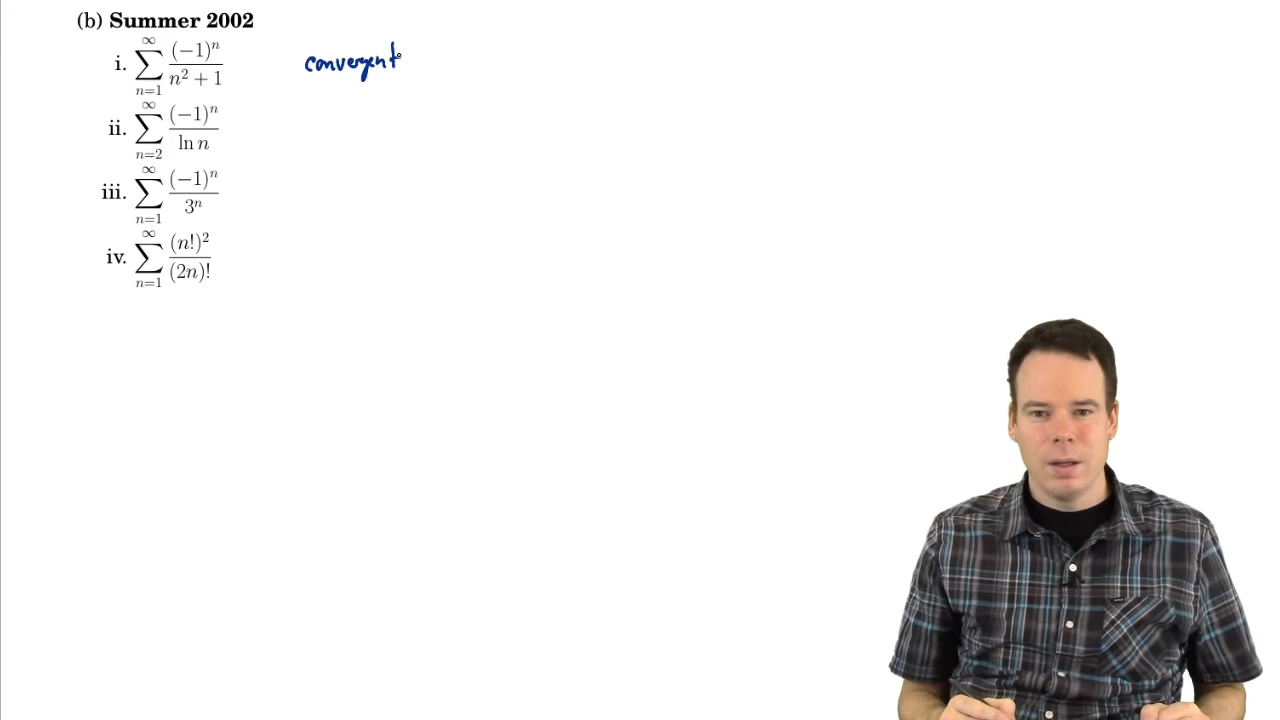 (b) Summer 2002
i. $\sum_{n=1}^{\infty} \frac{(-1)^n}{n^2+1}$ convergent
ii. $\sum_{n=2}^{\infty} \frac{(-1)^n}{\ln n}$
iii. $\sum_{n=1}^{\infty} \frac{(-1)^n}{3^n}$
iv. $\sum_{n=1}^{\infty} \frac{(n!)^2}{(2n)!}$